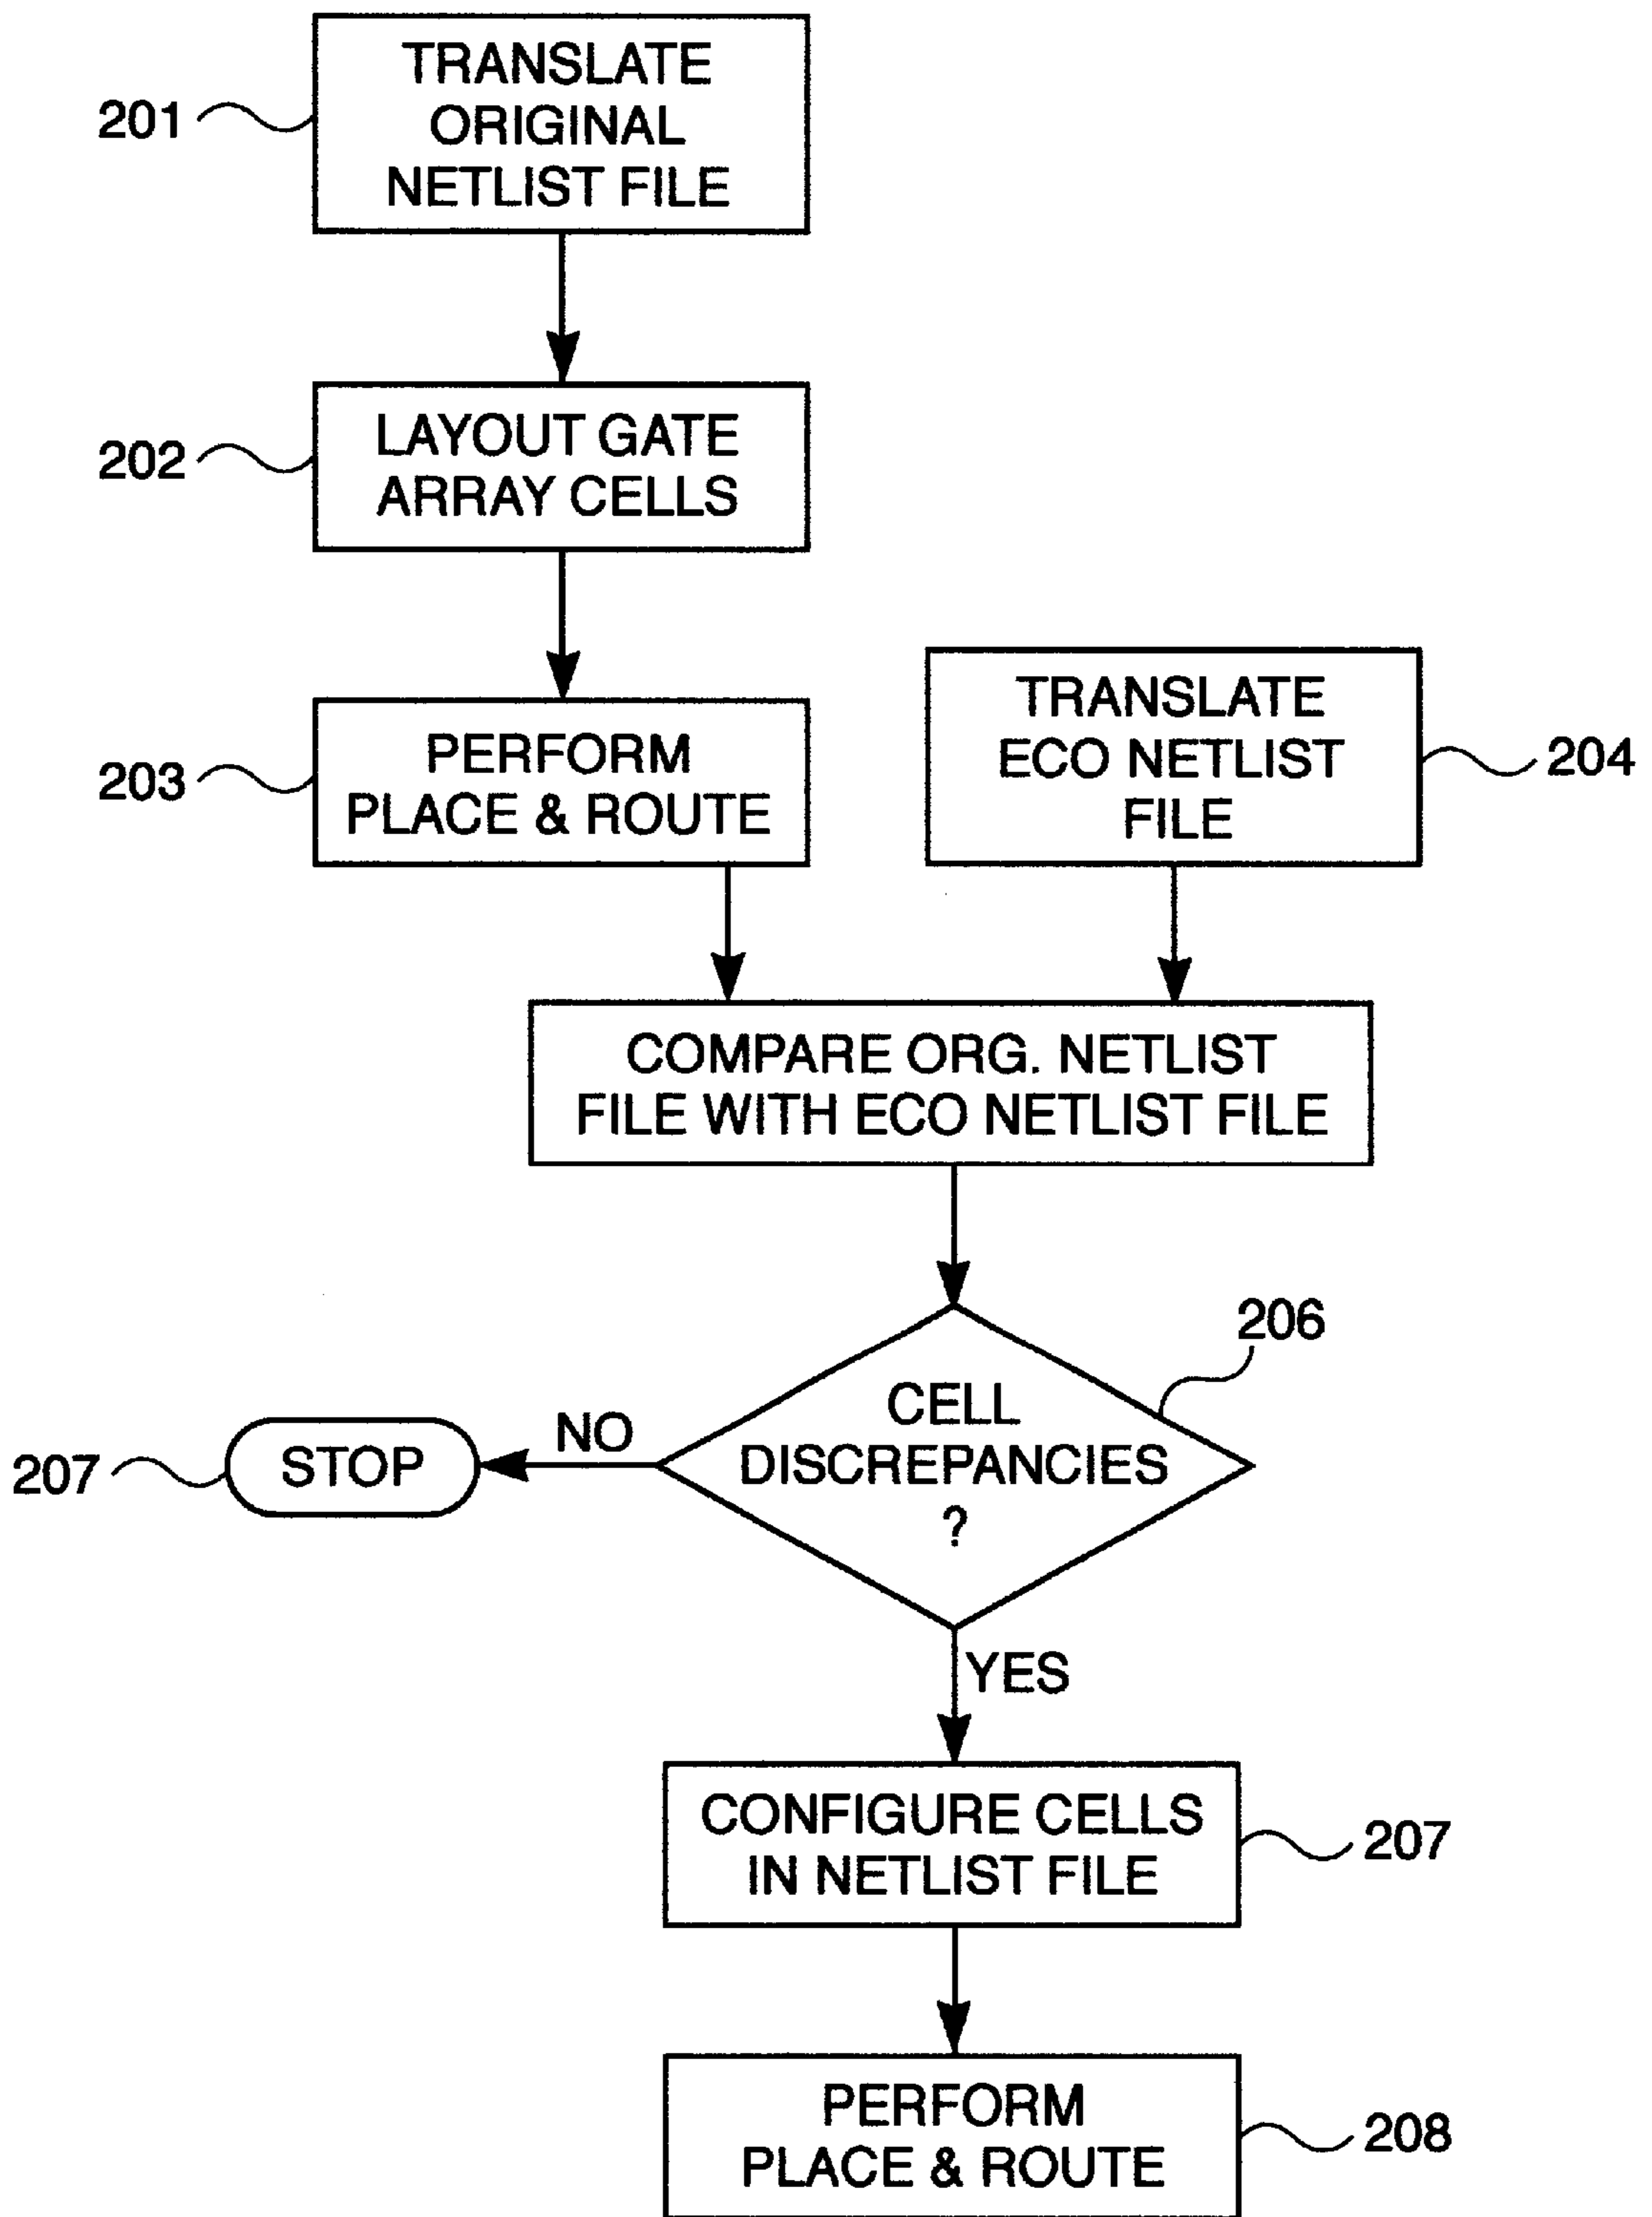 TRANSLATE
ORIGINAL
NETLIST FILE
201
LAYOUT GATE
ARRAY CELLS
202
PERFORM
PLACE & ROUTE
203
TRANSLATE
ECO NETLIST
FILE
204
COMPARE ORG. NETLIST
FILE WITH ECO NETLIST FILE
206
CELL
DISCREPANCIES
?
NO
STOP
207
YES
CONFIGURE CELLS
IN NETLIST FILE
207
PERFORM
PLACE & ROUTE
208